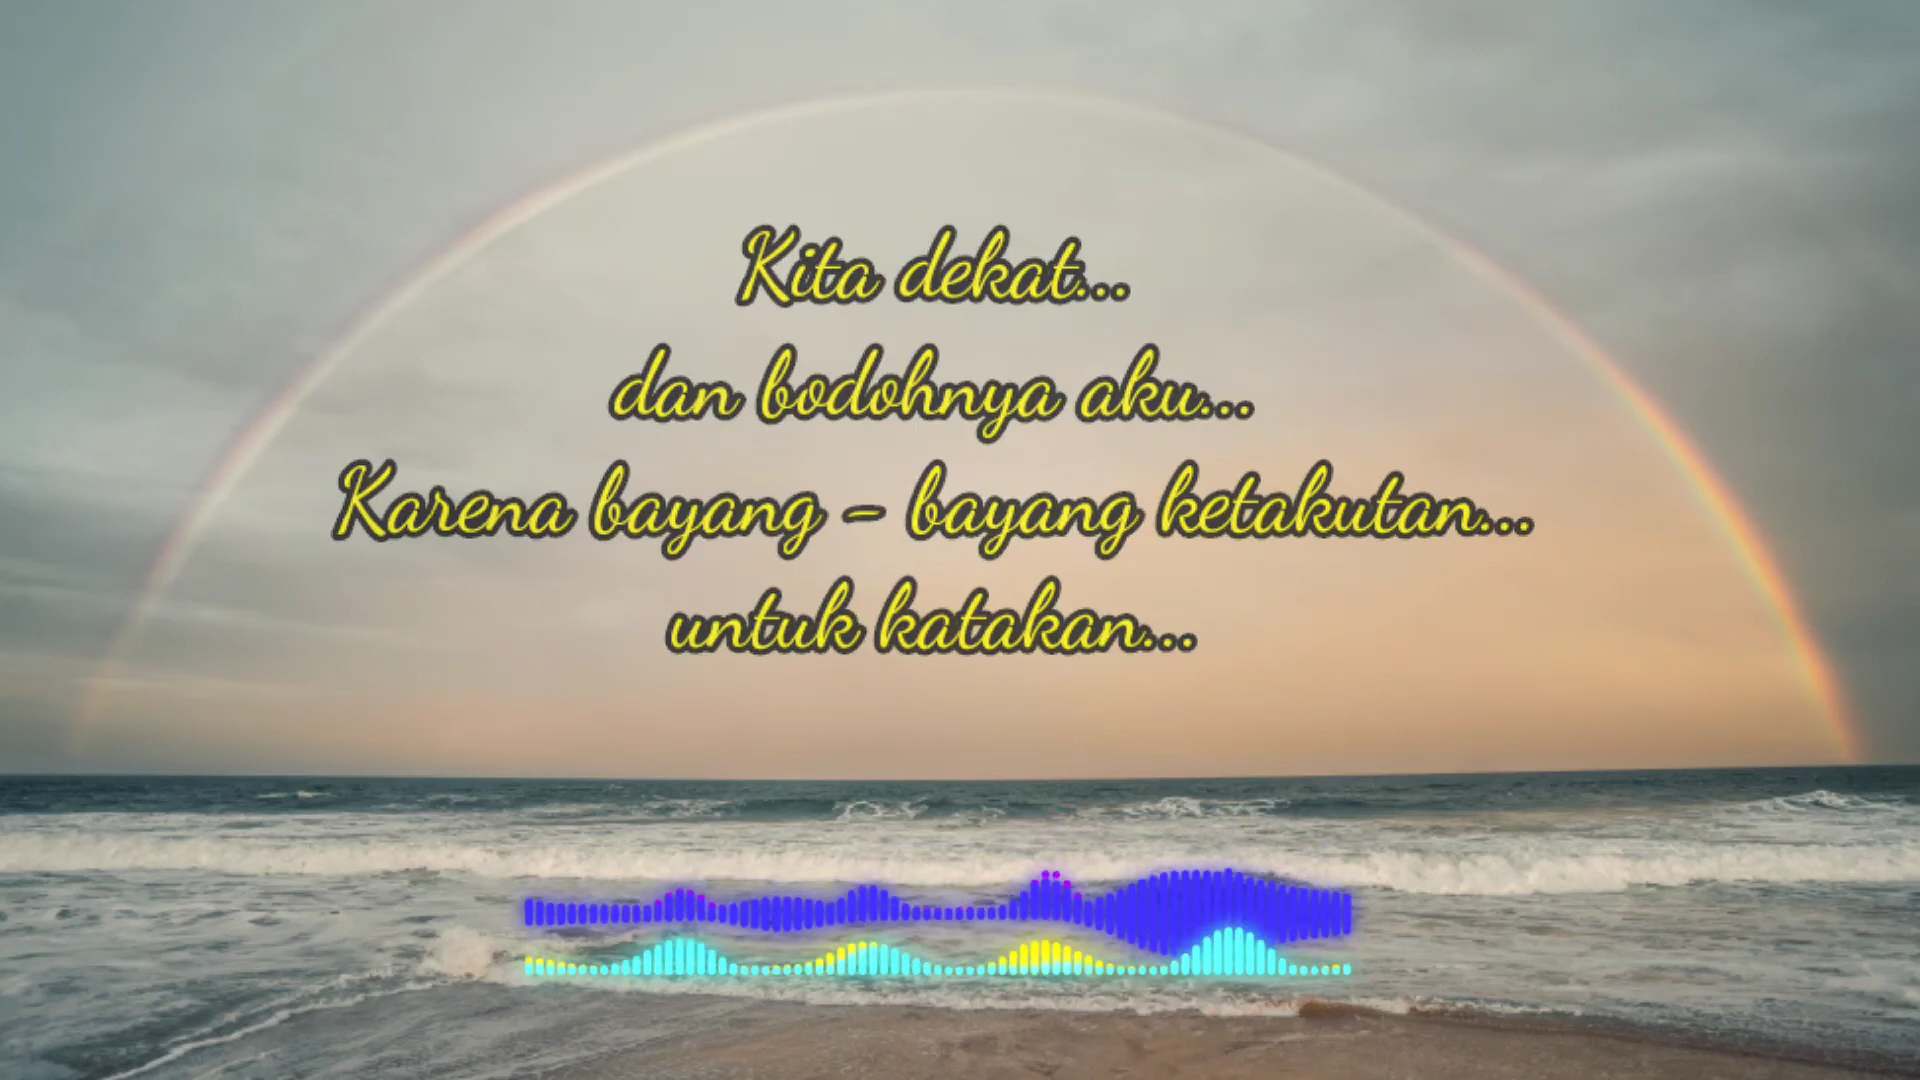 Kita dekat...
dan bodohnya aku...
Karena bayang - bayang ketakutan...
untuk katakan...